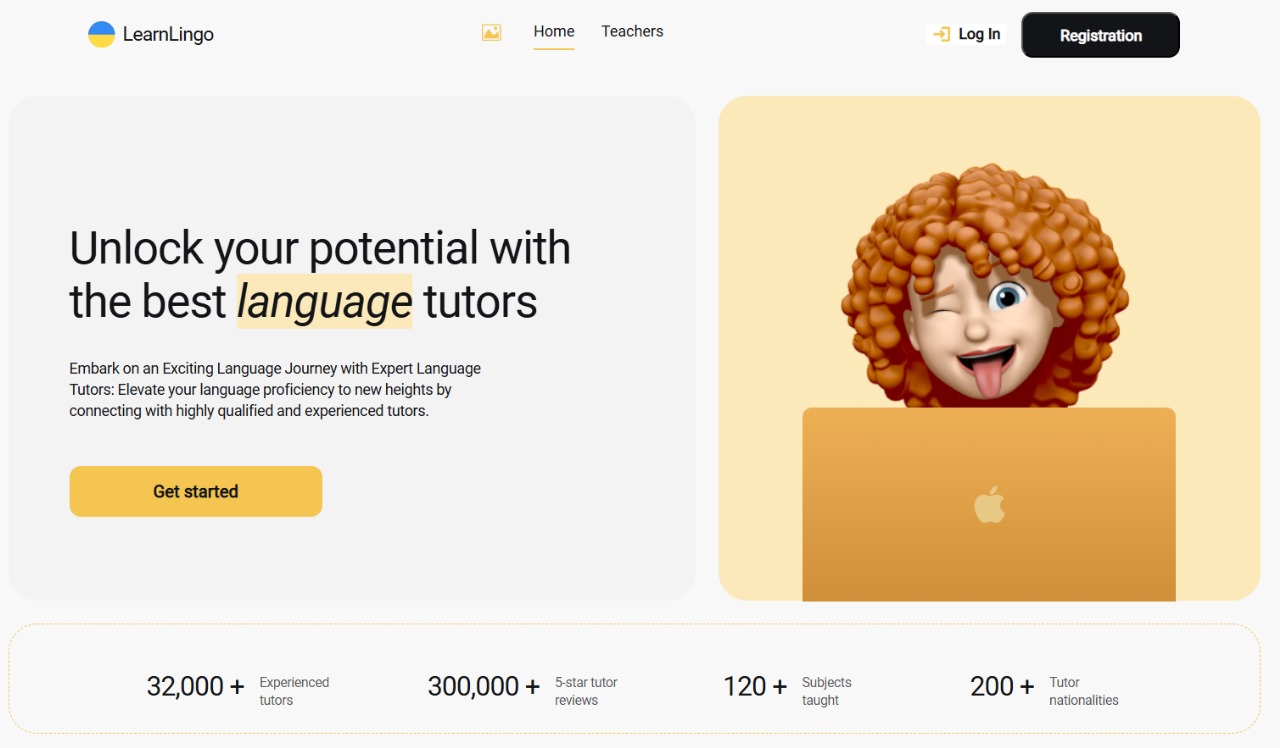 LearnLingo
Home
Teachers
Log In
Registration
Unlock your potential with
the best language tutors
Embark on an Exciting Language Journey with Expert Language
Tutors: Elevate your language proficiency to new heights by
connecting with highly qualified and experienced tutors.
Get started
32,000 +
Experienced
tutors
300,000 +
5-star tutor
reviews
120 +
Subjects
taught
200 +
Tutor
nationalities